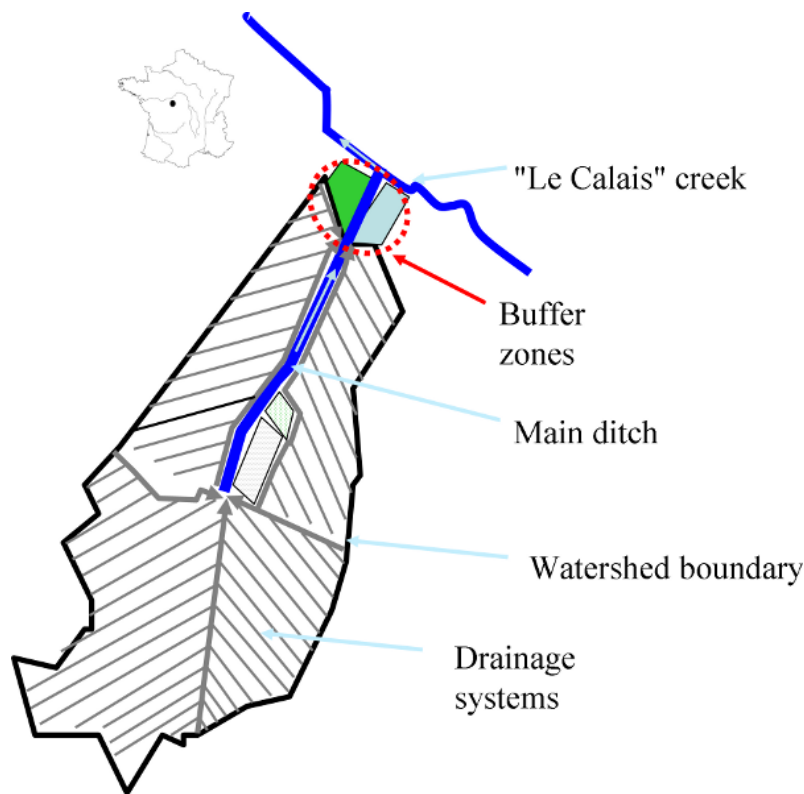 "Le Calais" creek
Buffer
zones
Main ditch
Watershed boundary
Drainage
systems